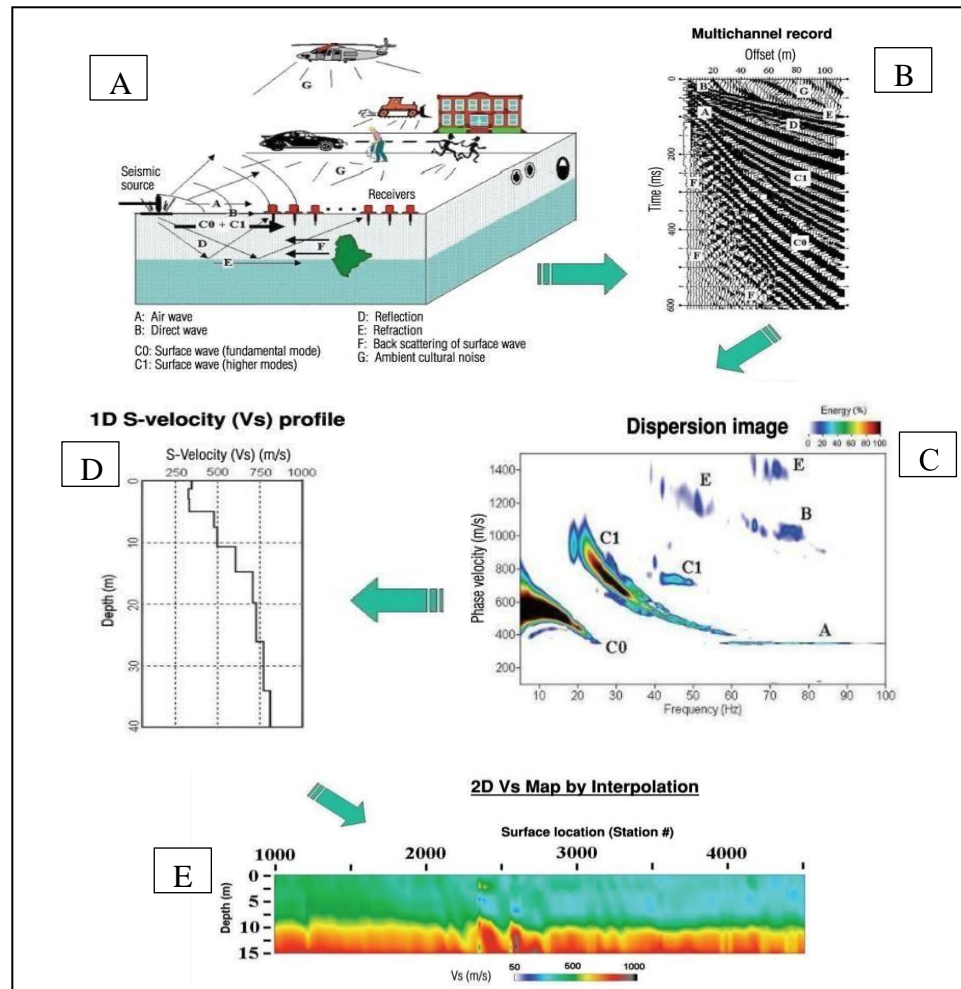 A
G
G
Seismic
source
Receivers
A
B
C0 + C1
D
E
F
A: Air wave
B: Direct wave
C0: Surface wave (fundamental mode)
C1: Surface wave (higher modes)
D: Reflection
E: Refraction
F: Back scattering of surface wave
G: Ambient cultural noise
Multichannel record
Offset (m)
0 20 40 60 80 100
B
Time (ms)
0
200
400
600
B
G
A
D
E
F
C1
C0
F
F
1D S-velocity (Vs) profile
D
S-Velocity (Vs) (m/s)
250 500 750 1000
Depth (m)
0
10
20
30
40
Dispersion image
Energy (%)
0 20 40 60 80 100
C
Phase velocity (m/s)
1400
1200
1000
800
600
400
200
E
E
B
C1
C1
A
C0
10 20 30 40 50 60 70 80 90 100
Frequency (Hz)
2D Vs Map by Interpolation
Surface location (Station #)
1000 2000 3000 4000
E
Depth (m)
0
5
10
15
Vs (m/s)
50 500 1000